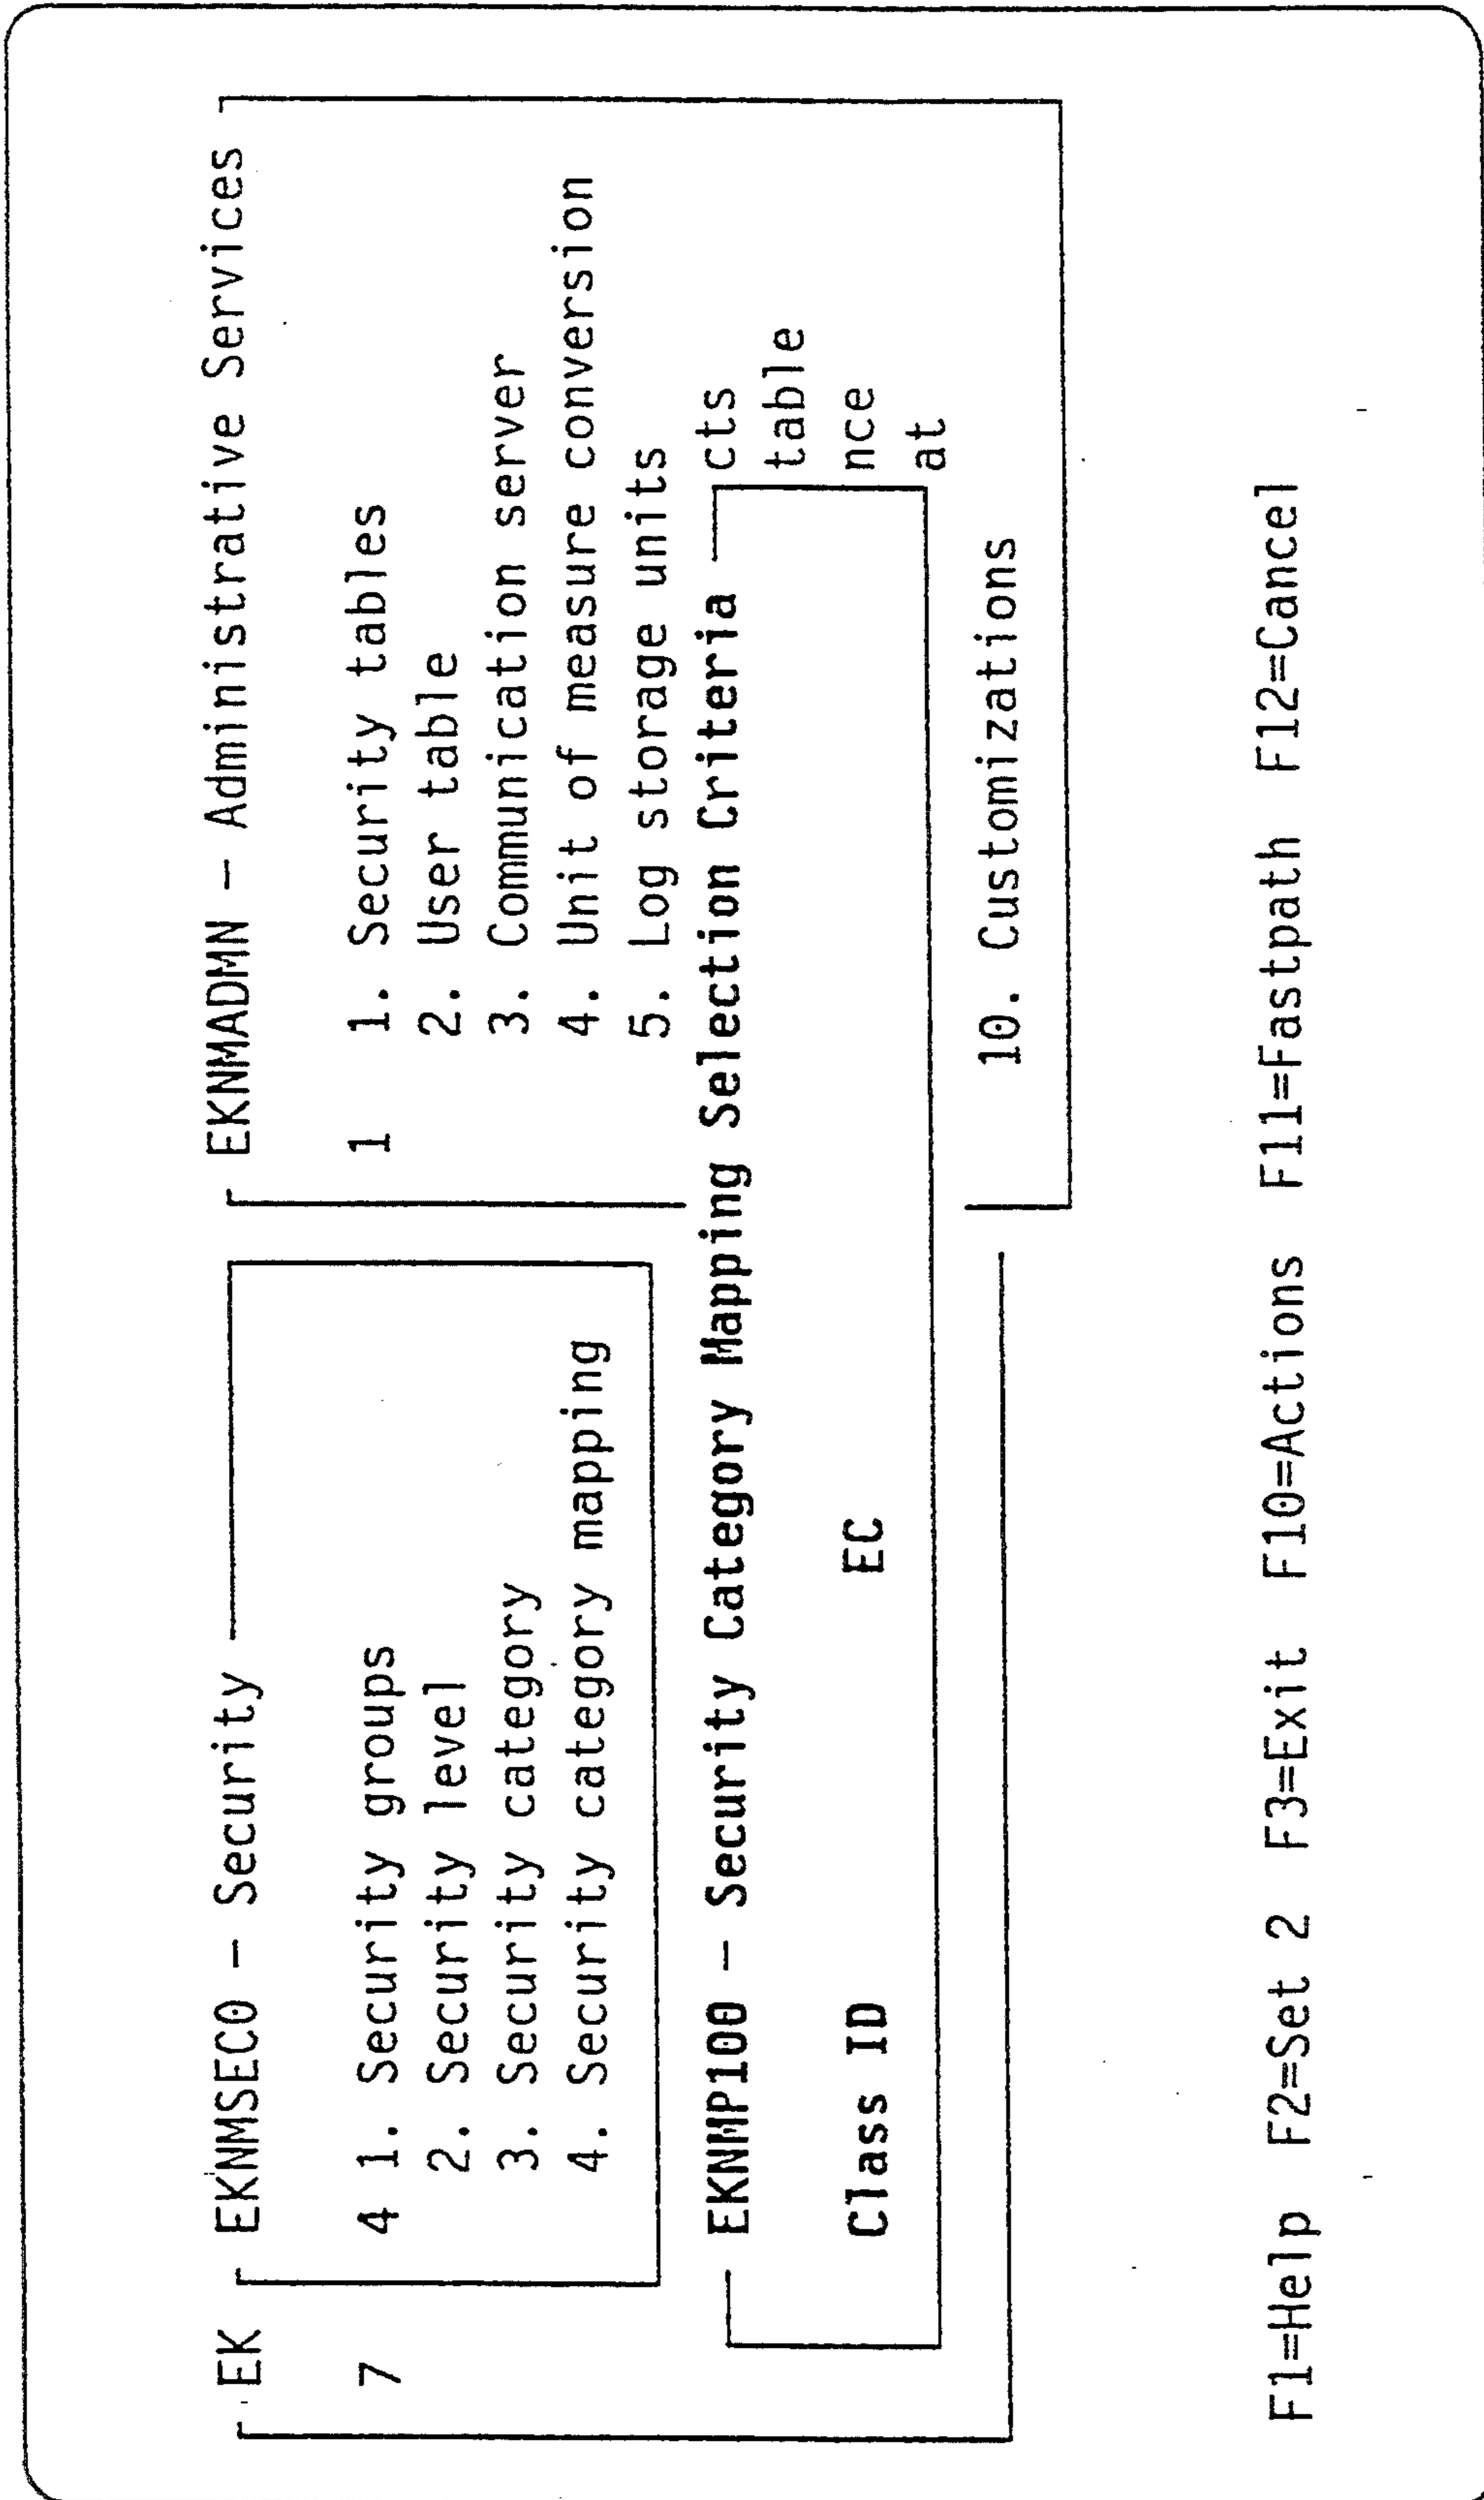 EK
7
EKNMSEC0 — Security
4 1. Security groups
2. Security level
3. Security category
4. Security category mapping
EKNMADMN — Administrative Services
1 1. Security tables
2. User table
3. Communication server
4. Unit of measure conversion
5. Log storage units
cts
table
nce
at
10. Customizations
EKNMP100 — Security Category Mapping Selection Criteria
Class ID EC
F1=Help F2=Set 2 F3=Exit F10=Actions F11=Fastpath F12=Cancel